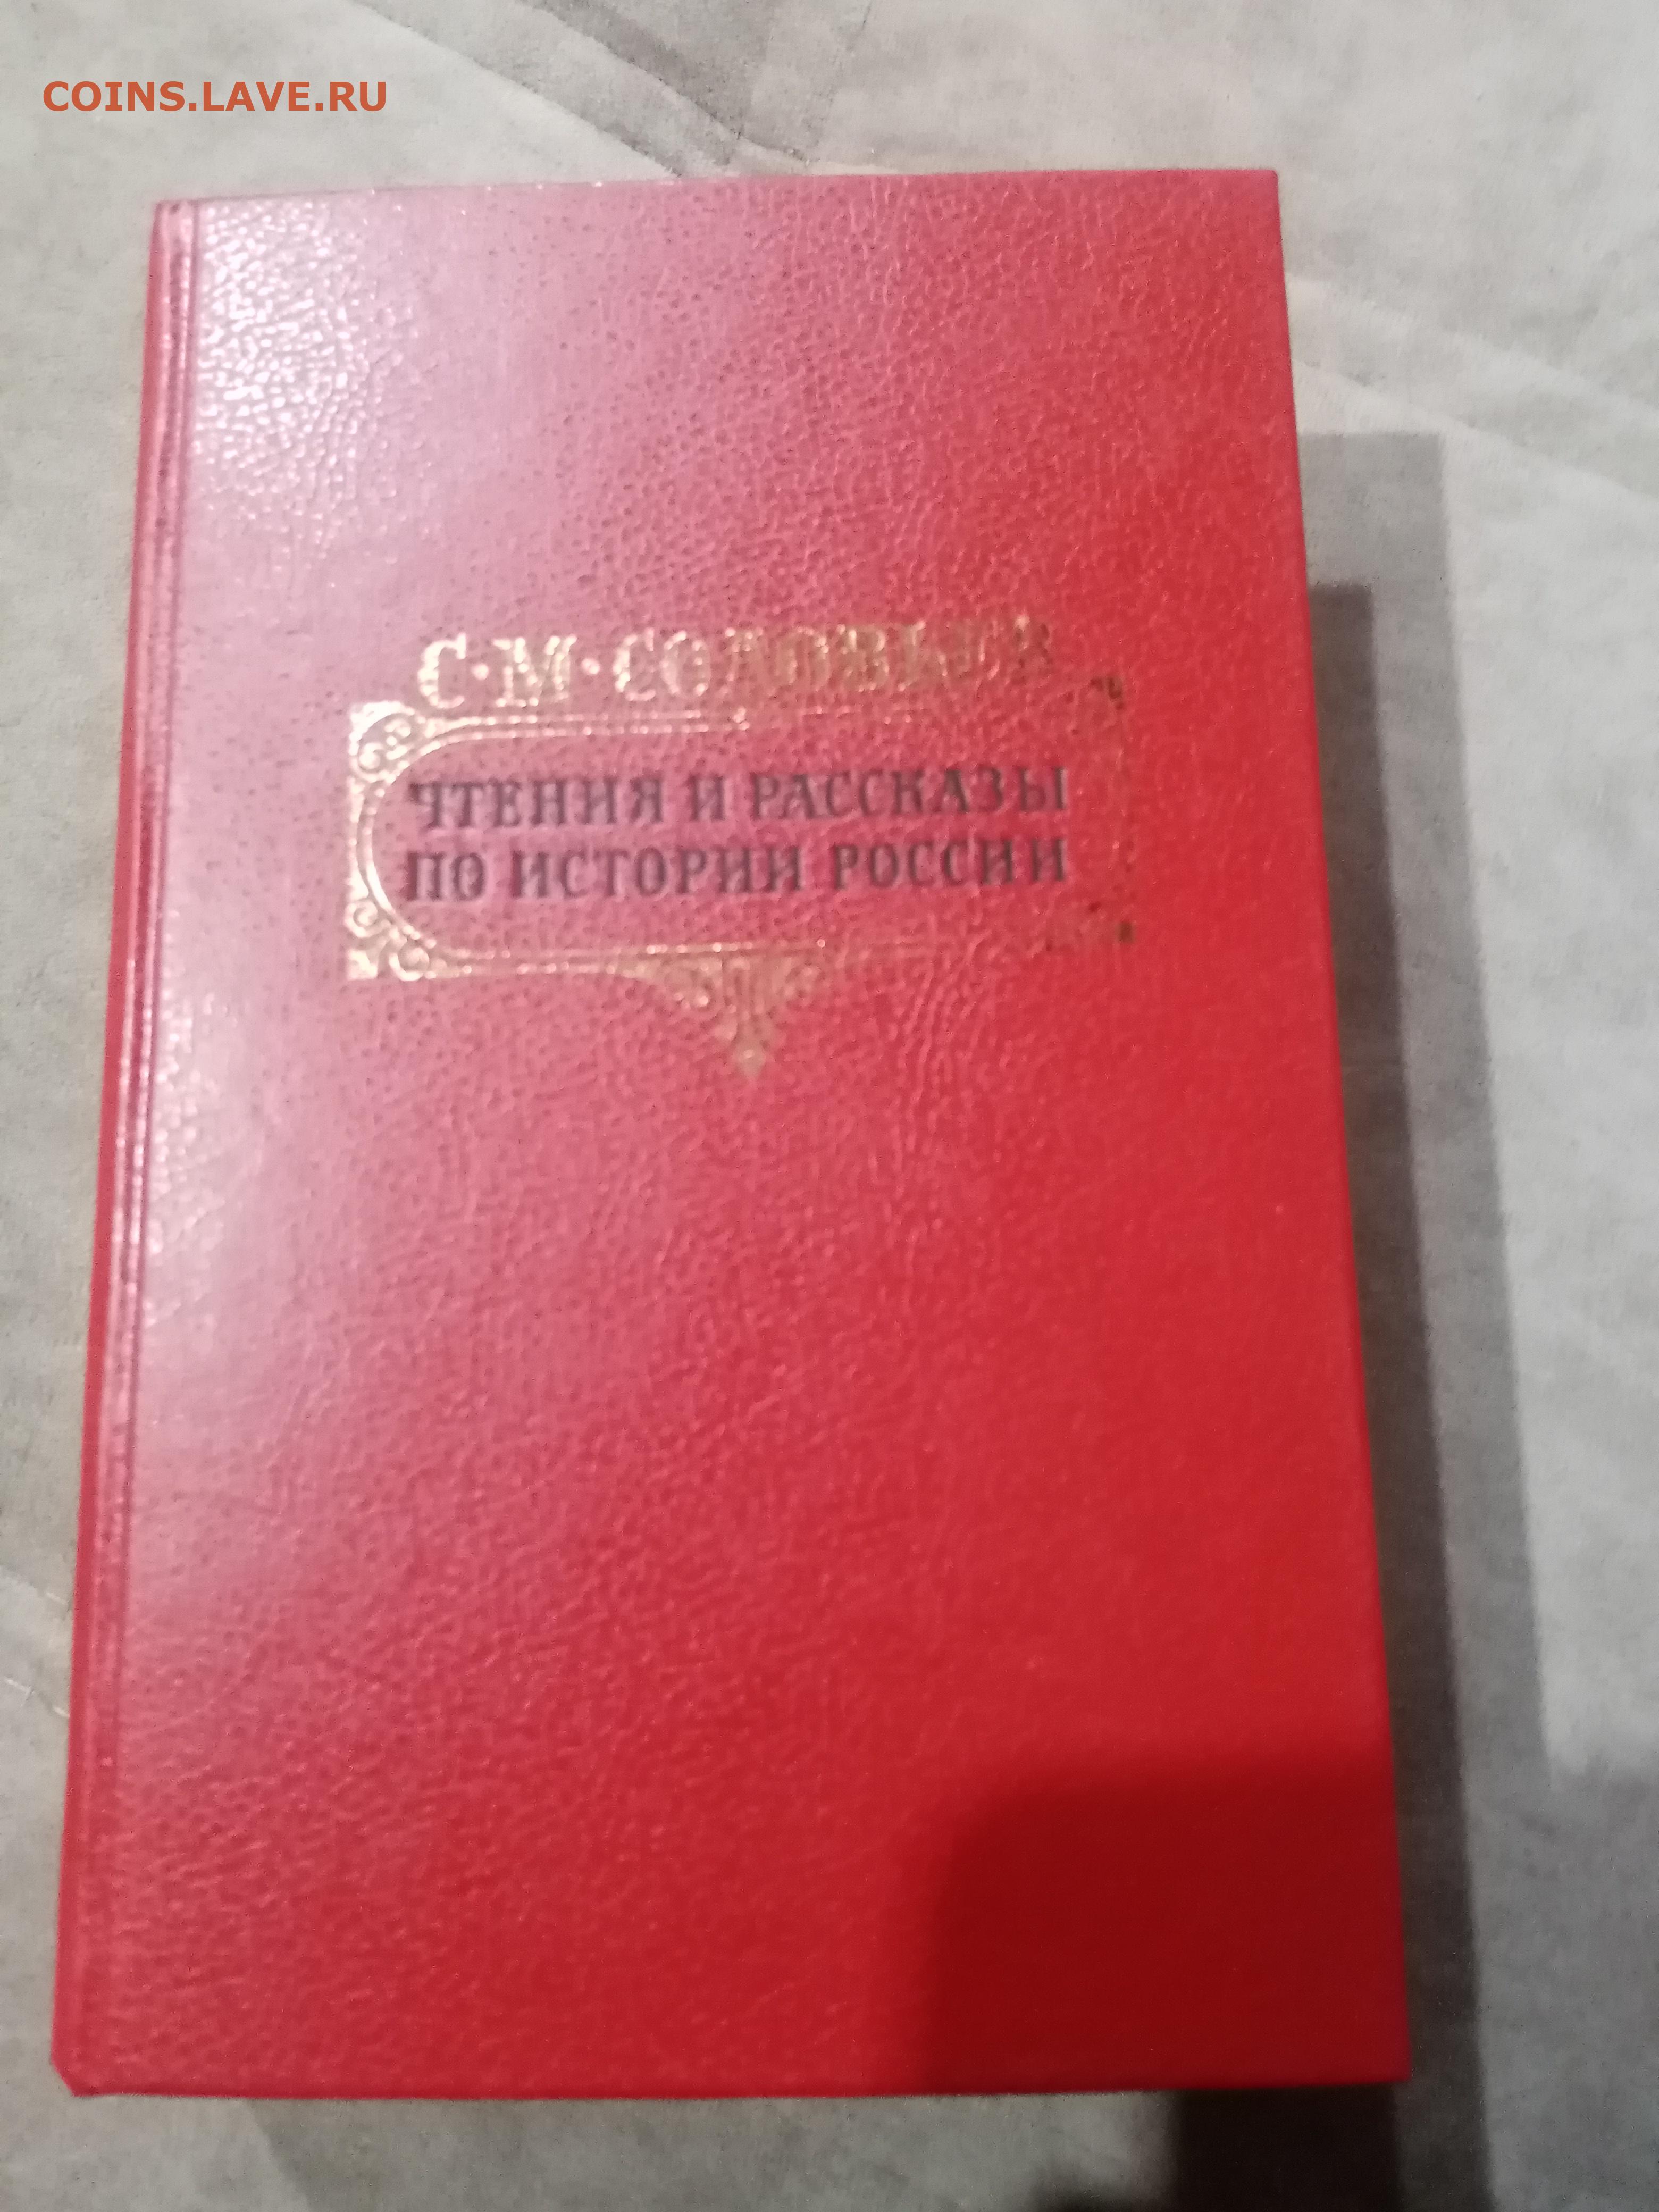 COINS.LAVE.RU
С·М·СОЛОВЬЕВ
ЧТЕНИЯ И РАССКАЗЫ
ПО ИСТОРИИ РОССИИ